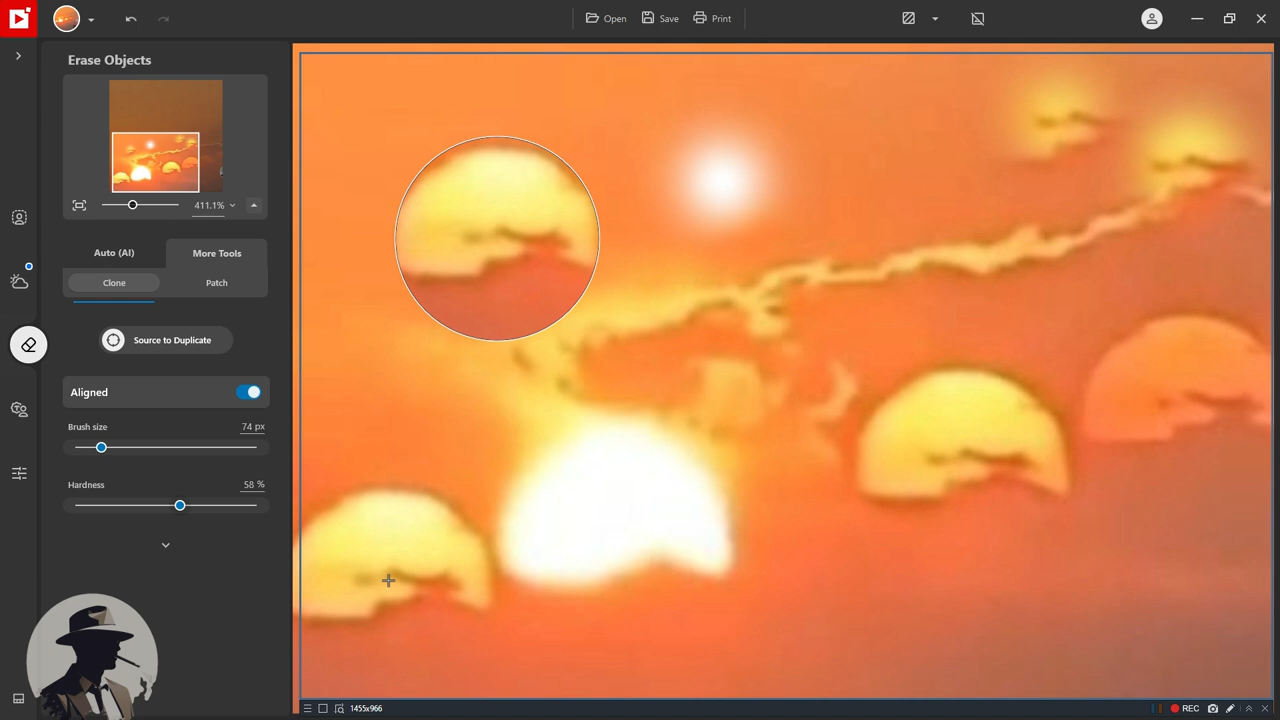 Open Save Print
Erase Objects
411.1%
Auto (AI) More Tools
Clone Patch
Source to Duplicate
Aligned
Brush size 74 px
Hardness 58 %
1455x966 REC